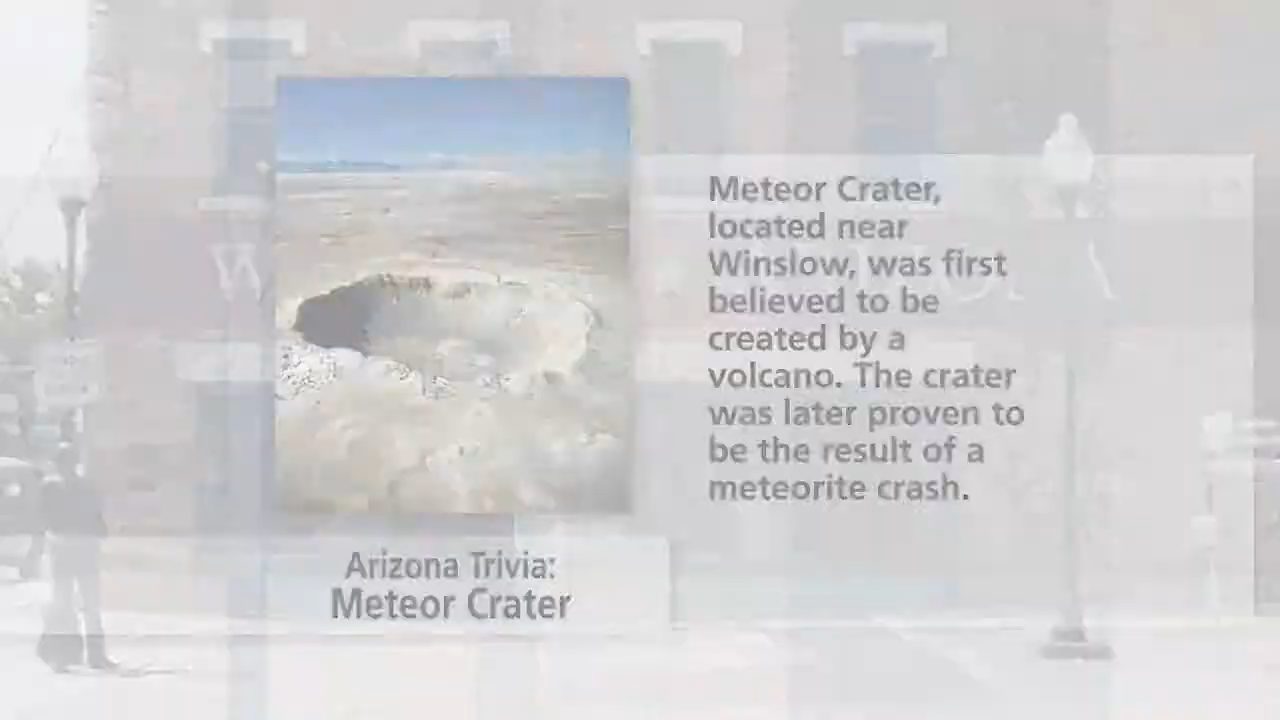 Meteor Crater,
located near
Winslow, was first
believed to be
created by a
volcano. The crater
was later proven to
be the result of a
meteorite crash.
Arizona Trivia:
Meteor Crater